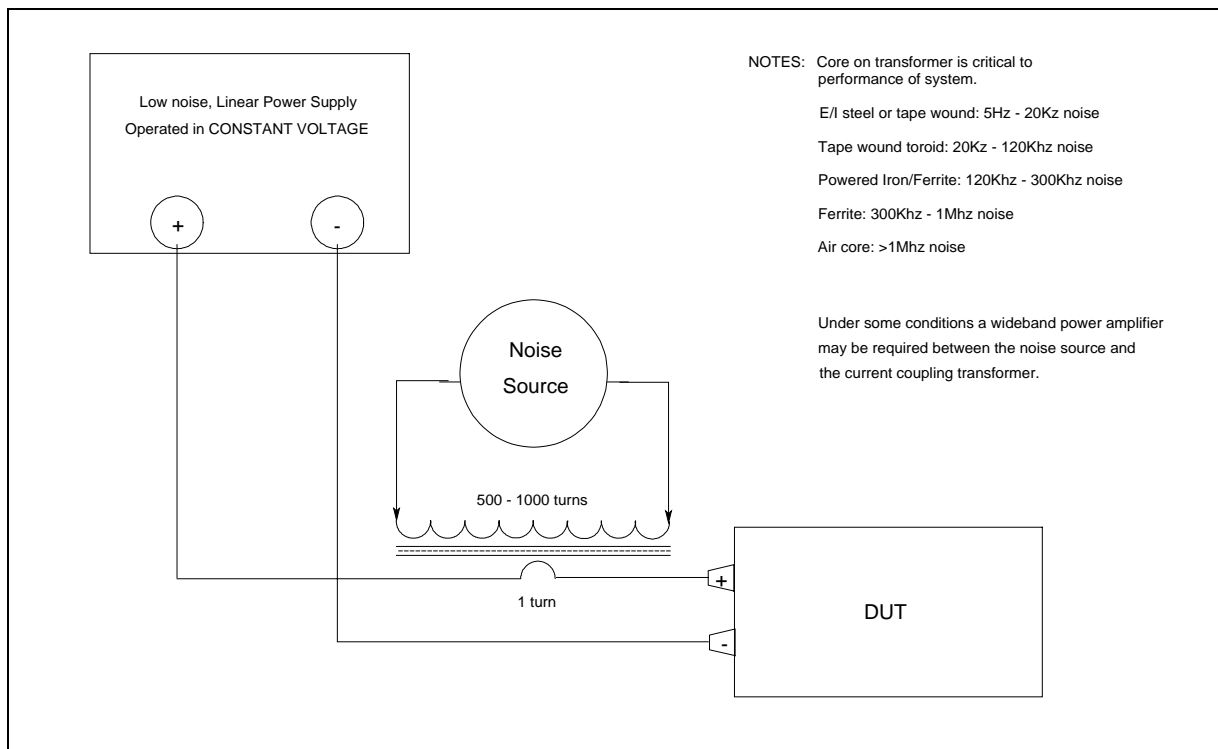 Low noise, Linear Power Supply
Operated in CONSTANT VOLTAGE
+
-
NOTES: Core on transformer is critical to
performance of system.
E/I steel or tape wound: 5Hz - 20Kz noise
Tape wound toroid: 20Kz - 120Khz noise
Powered Iron/Ferrite: 120Khz - 300Khz noise
Ferrite: 300Khz - 1Mhz noise
Air core: >1Mhz noise
Under some conditions a wideband power amplifier
may be required between the noise source and
the current coupling transformer.
Noise
Source
500 - 1000 turns
1 turn
+
-
DUT